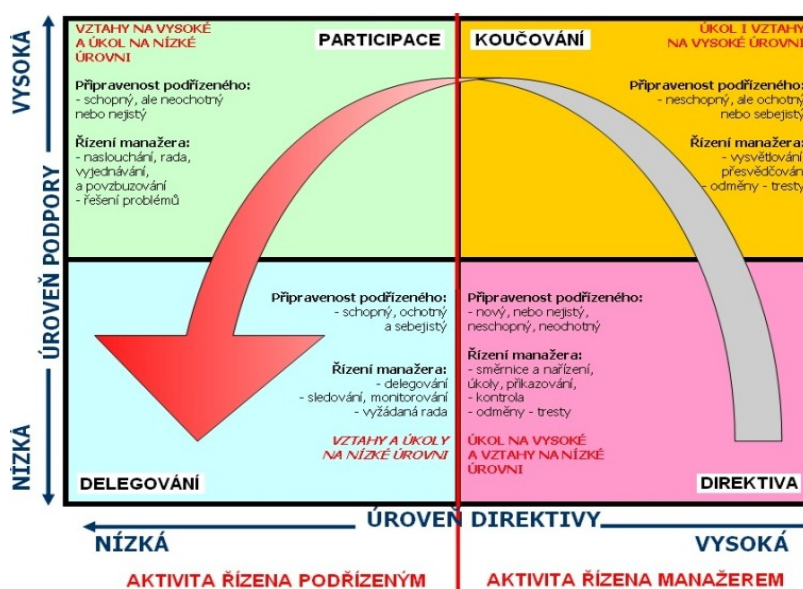 VYSOKÁ
ÚROVEŇ PODPORY
NÍZKÁ
VZTAHY NA VYSOKÉ
A ÚKOL NA NÍZKÉ
ÚROVNI
PARTICIPACE
Připravenost podřízeného:
- schopný, ale neochotný
nebo nejistý
Řízení manažera:
- naslouchání, rada,
vyjednávání,
a povzbuzování
- řešení problémů
KOUČOVÁNÍ
ÚKOL I VZTAHY
NA VYSOKÉ ÚROVNI
Připravenost podřízeného:
- neschopný, ale ochotný
nebo sebejistý
Řízení manažera:
- vysvětlování
přesvědčování
- odměny - tresty
Připravenost podřízeného:
- schopný, ochotný
a sebejistý
Řízení manažera:
- delegování
- sledování, monitorování
- vyžádaná rada
VZTAHY A ÚKOLY
NA NÍZKÉ ÚROVNI
DELEGOVÁNÍ
Připravenost podřízeného:
- nový, nebo nejistý,
neschopný, neochotný
Řízení manažera:
- směrnice a nařízení,
úkoly, přikazování,
- kontrola
- odměny - tresty
ÚKOL NA VYSOKÉ
A VZTAHY NA NÍZKÉ
ÚROVNI
DIREKTIVA
ÚROVEŇ DIREKTIVY
NÍZKÁ
VYSOKÁ
AKTIVITA ŘÍZENA PODŘÍZENÝM
AKTIVITA ŘÍZENA MANAŽEREM